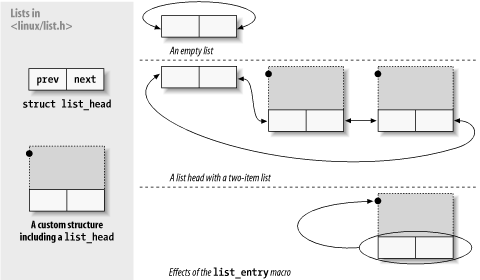 Lists in
<linux/list.h>
prev next
struct list_head
A custom structure
including a list_head
An empty list
A list head with a two-item list
Effects of the list_entry macro